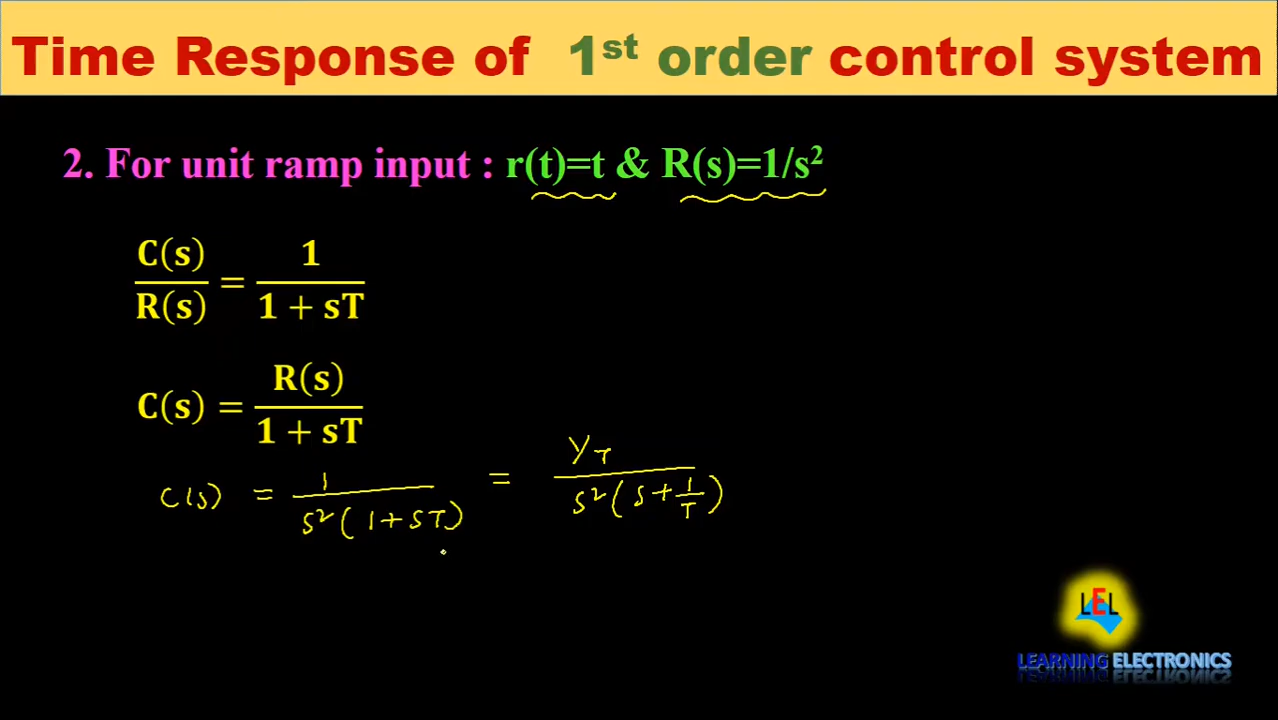 Time Response of 1st order control system
2. For unit ramp input : r(t)=t & R(s)=1/s²
C(s)/R(s) = 1/(1 + sT)
C(s) = R(s)/(1 + sT)
C(s) = 1/(s²(1+sT)) = (1/T)/(s²(s+1/T))
LEL
LEARNING ELECTRONICS